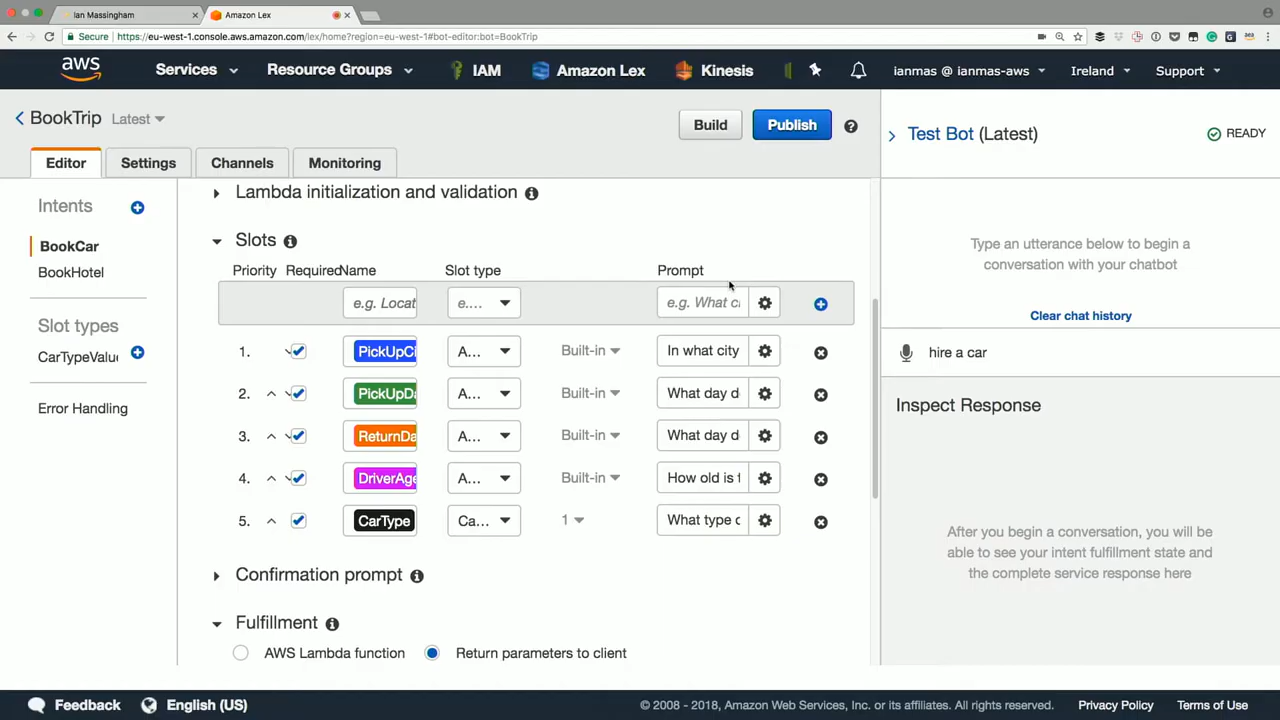 Ian Massingham
Amazon Lex
Secure
https://eu-west-1.console.aws.amazon.com/lex/home?region=eu-west-1#bot-editor:bot=BookTrip
aws
Services
Resource Groups
IAM
Amazon Lex
Kinesis
ianmas @ ianmas-aws
Ireland
Support
BookTrip
Latest
Build
Publish
Test Bot (Latest)
READY
Editor
Settings
Channels
Monitoring
Intents
BookCar
BookHotel
Slot types
CarTypeValu
Error Handling
Lambda initialization and validation
Slots
Priority Required Name Slot type Prompt
e.g. Locat e.... e.g. What c
1. PickUpCi A... Built-in In what city
2. PickUpDa A... Built-in What day d
3. ReturnDa A... Built-in What day d
4. DriverAge A... Built-in How old is t
5. CarType Ca... 1 What type c
Confirmation prompt
Fulfillment
AWS Lambda function
Return parameters to client
Type an utterance below to begin a
conversation with your chatbot
Clear chat history
hire a car
Inspect Response
After you begin a conversation, you will be
able to see your intent fulfillment state and
the complete service response here
Feedback
English (US)
© 2008 - 2018, Amazon Web Services, Inc. or its affiliates. All rights reserved.
Privacy Policy
Terms of Use